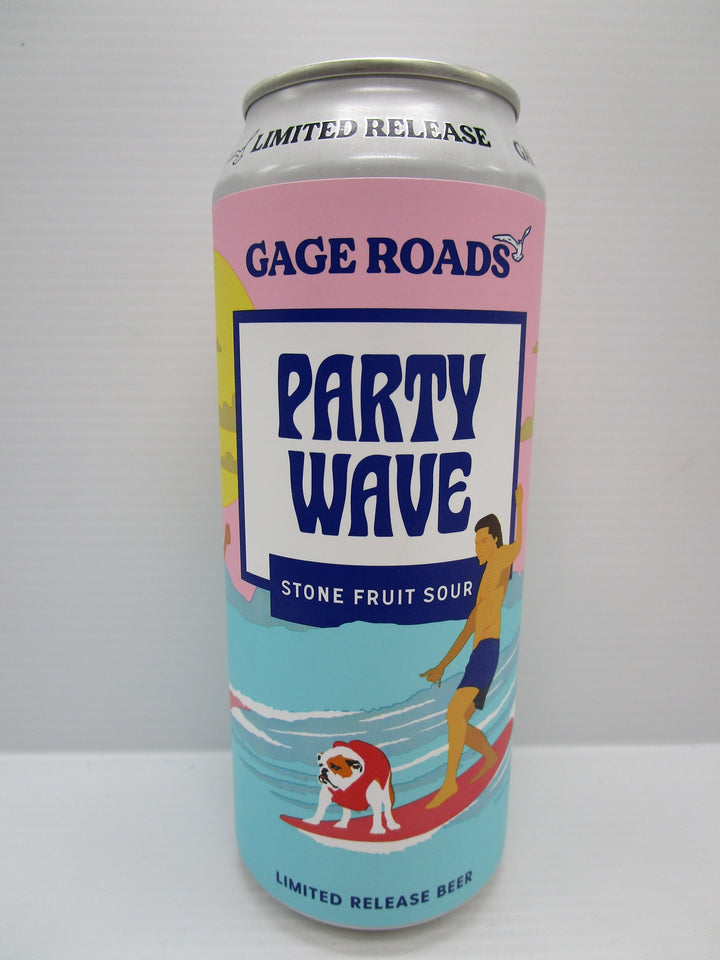 LIMITED RELEASE
GAGE ROADS
PARTY
WAVE
STONE FRUIT SOUR
LIMITED RELEASE BEER